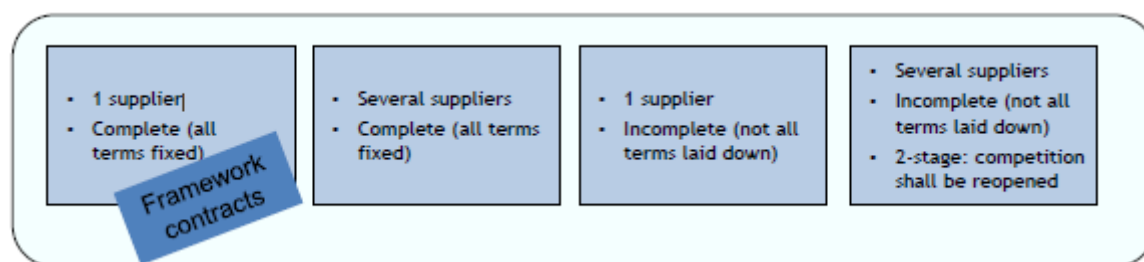 • 1 supplier
• Complete (all
terms fixed)
Framework
contracts
• Several suppliers
• Complete (all terms
fixed)
• 1 supplier
• Incomplete (not all
terms laid down)
• Several suppliers
• Incomplete (not all
terms laid down)
• 2-stage: competition
shall be reopened